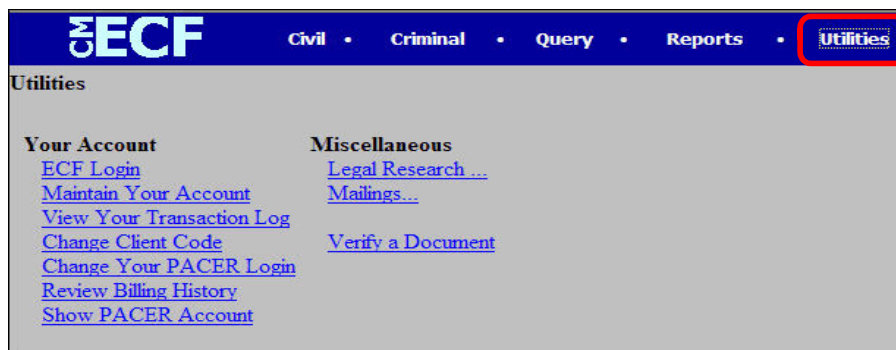 CM ECF Civil • Criminal • Query • Reports • Utilities
Utilities
Your Account
ECF Login
Maintain Your Account
View Your Transaction Log
Change Client Code
Change Your PACER Login
Review Billing History
Show PACER Account
Miscellaneous
Legal Research ...
Mailings...
Verify a Document